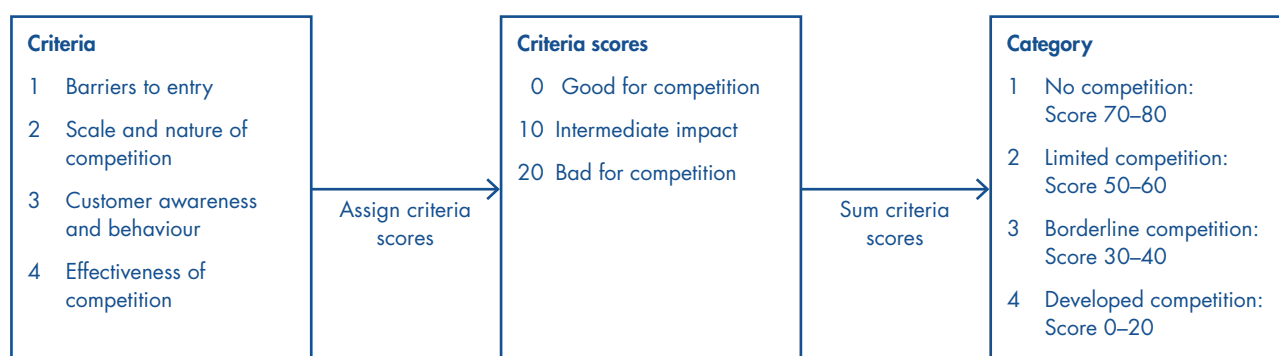 Criteria
1 Barriers to entry
2 Scale and nature of
competition
3 Customer awareness
and behaviour
4 Effectiveness of
competition
Assign criteria
scores
Criteria scores
0 Good for competition
10 Intermediate impact
20 Bad for competition
Sum criteria
scores
Category
1 No competition:
Score 70–80
2 Limited competition:
Score 50–60
3 Borderline competition:
Score 30–40
4 Developed competition:
Score 0–20